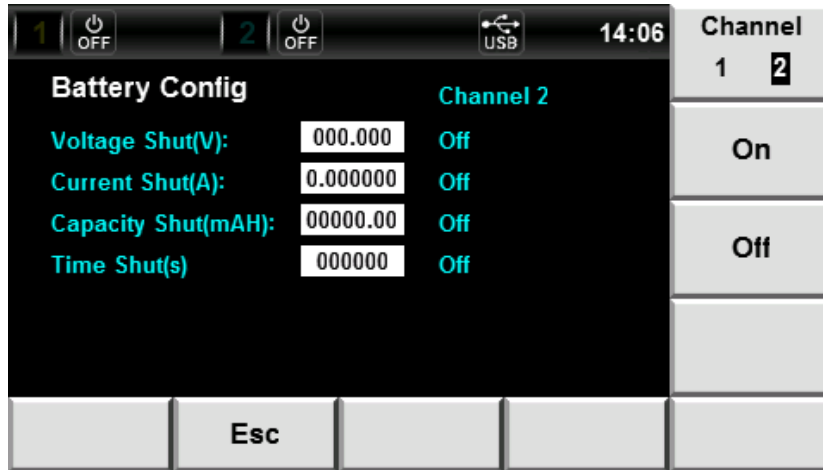 1 OFF 2 OFF USB 14:06
Channel
1 2
Battery Config
Channel 2
Voltage Shut(V): 000.000 Off
Current Shut(A): 0.000000 Off
Capacity Shut(mAH): 00000.00 Off
Time Shut(s) 000000 Off
On
Off
Esc